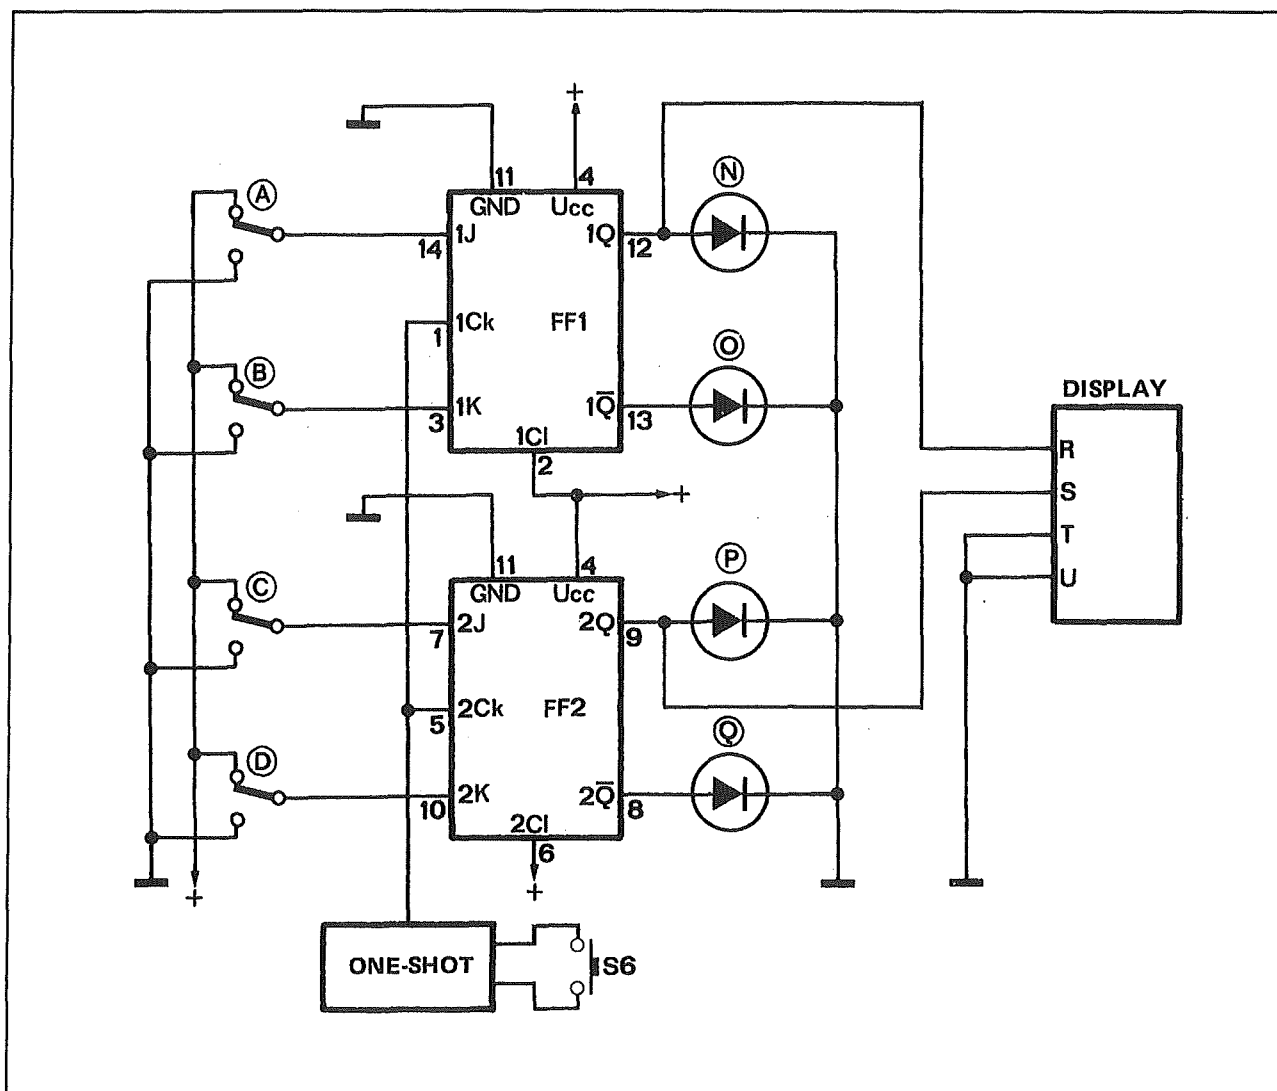 +
A
11 4
GND Ucc
14 1J 1Q 12
N
1 1Ck FF1
O
B
3 1K 1Q̅ 13
1Cl
2
+
DISPLAY
R
S
T
U
11 4
GND Ucc
C
7 2J 2Q 9
P
5 2Ck FF2
Q
D
10 2K 2Q̅ 8
2Cl
6
+
+
ONE-SHOT
S6